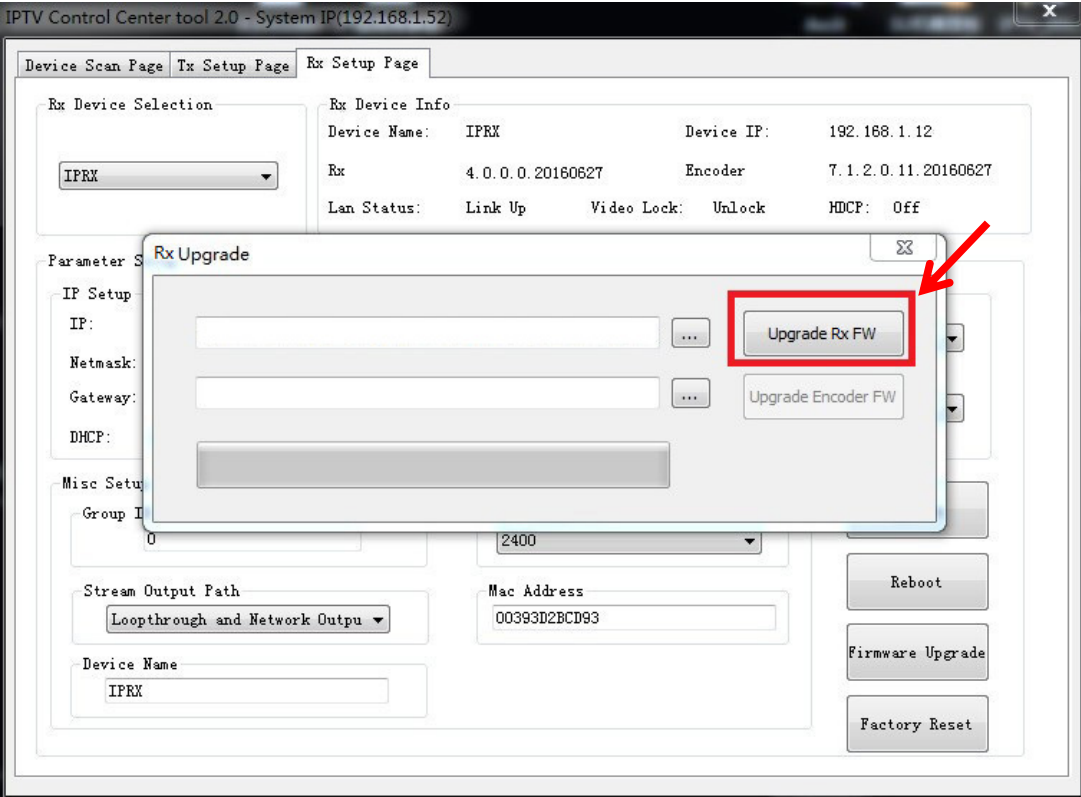 IPTV Control Center tool 2.0 - System IP(192.168.1.52)
x
Device Scan Page Tx Setup Page Rx Setup Page
Rx Device Selection
IPRX
Rx Device Info
Device Name: IPRX Device IP: 192.168.1.12
Rx 4.0.0.0.20160627 Encoder 7.1.2.0.11.20160627
Lan Status: Link Up Video Lock: Unlock HDCP: Off
Parameter S
Rx Upgrade
IP Setup
IP:
... Upgrade Rx FW
Netmask:
Gateway:
... Upgrade Encoder FW
DHCP:
Misc Setu
Group I
0
2400
Reboot
Stream Output Path
Loopthrough and Network Outpu
Mac Address
00393D2BCD93
Firmware Upgrade
Device Name
IPRX
Factory Reset